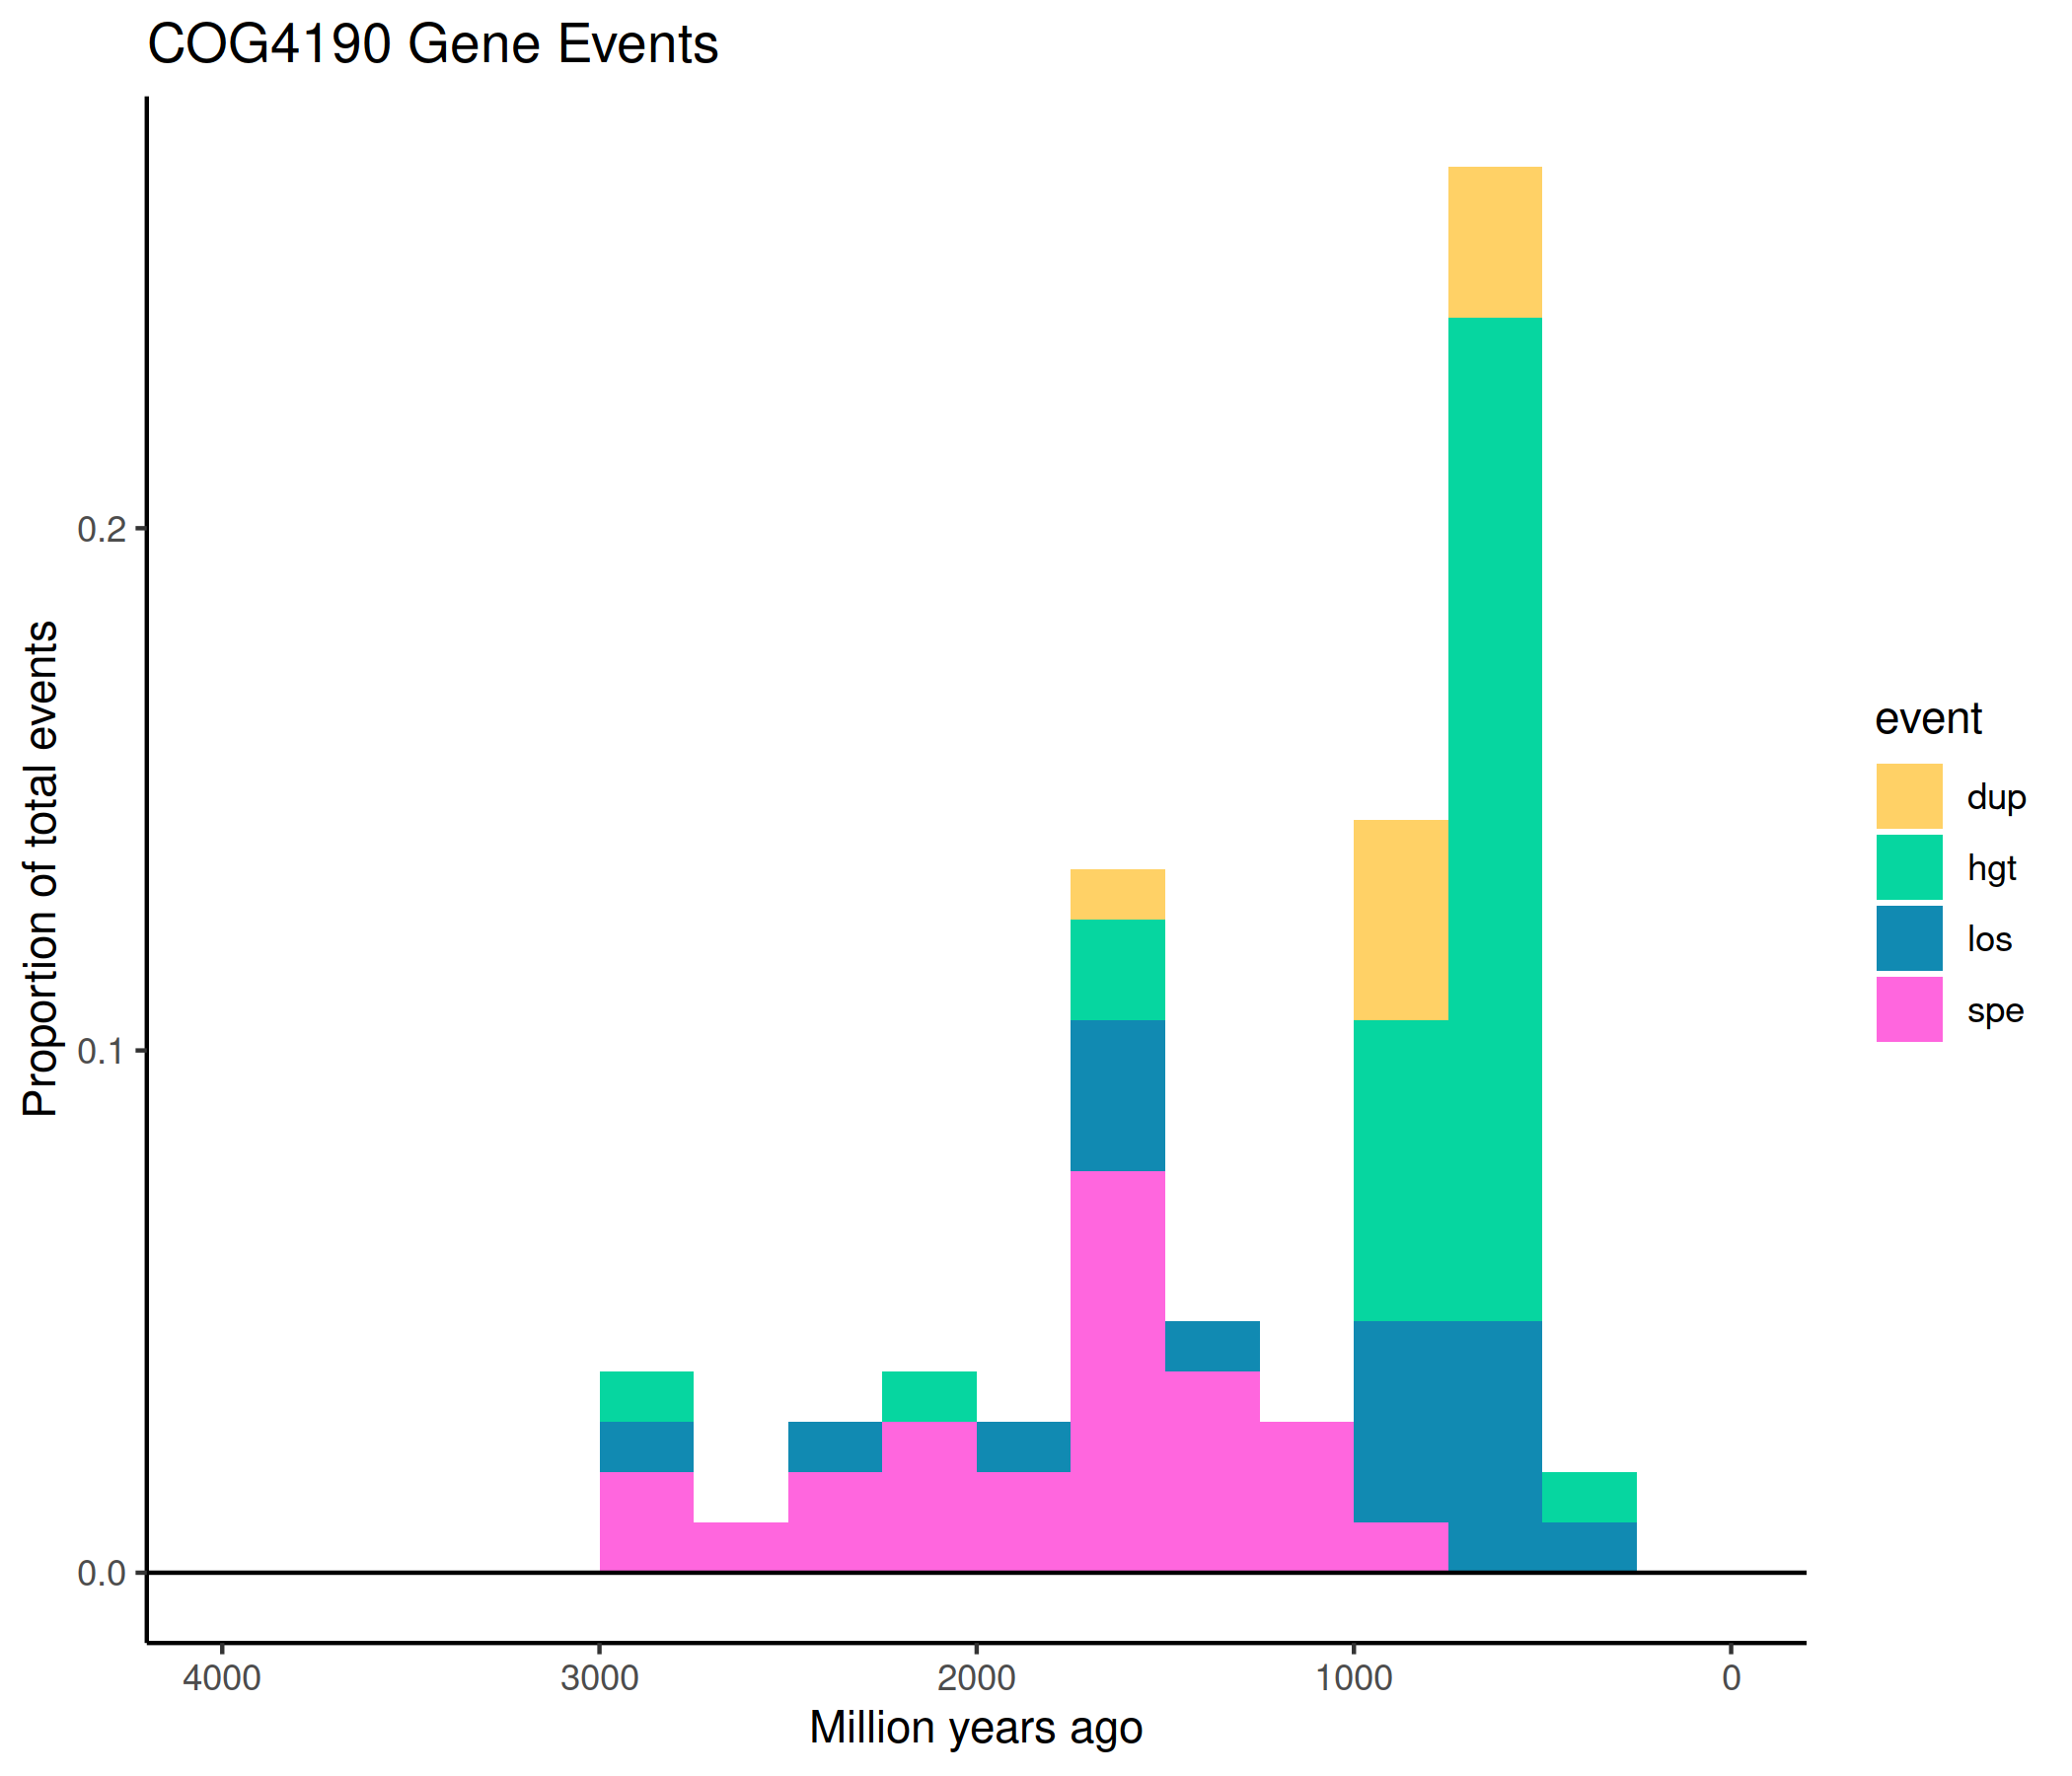 COG4190 Gene Events
Proportion of total events
0.2
0.1
0.0
4000 3000 2000 1000 0
Million years ago
event
dup
hgt
los
spe